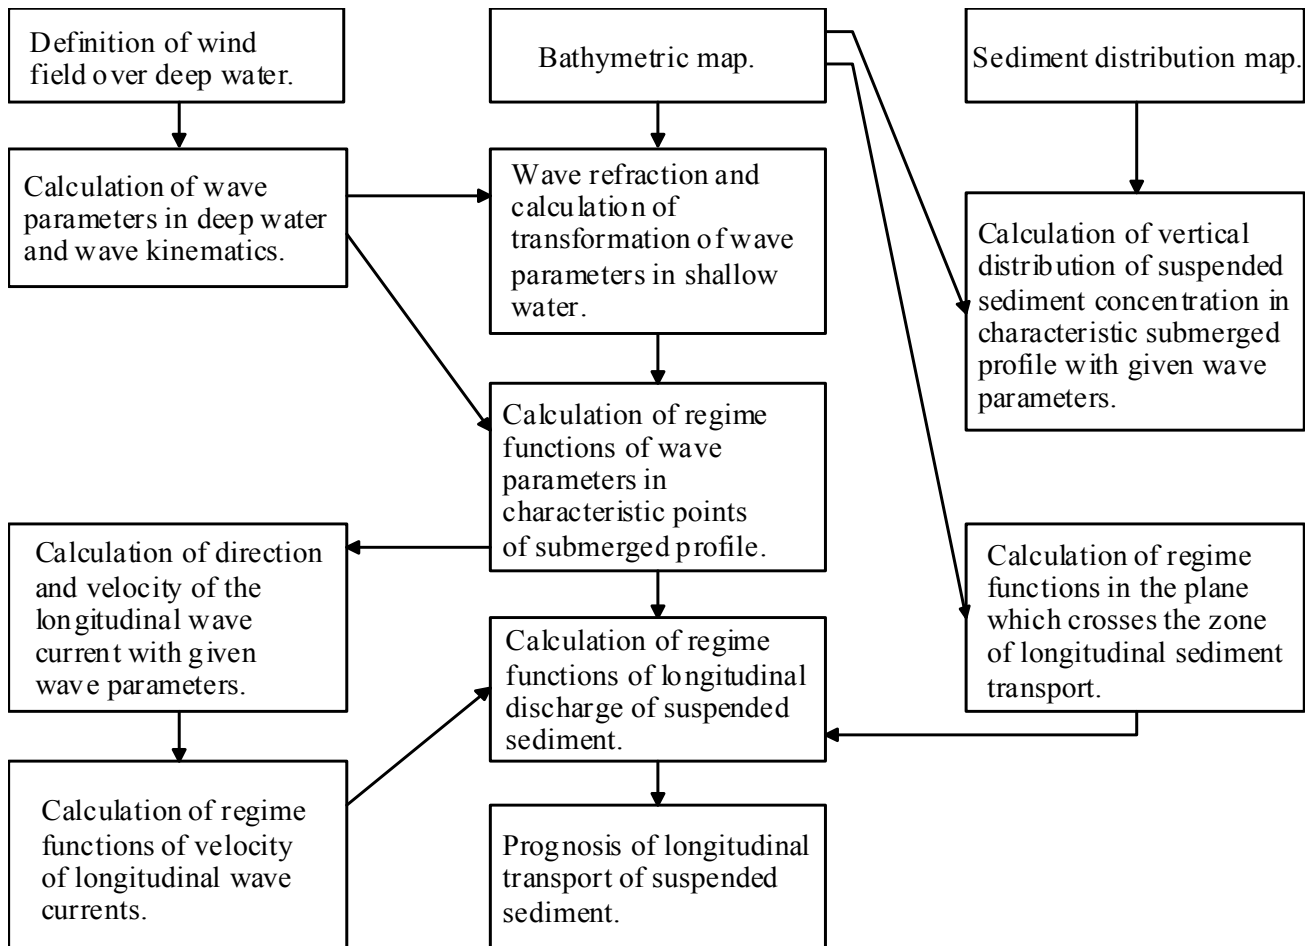 Definition of wind
field over deep water.
Bathymetric map.
Sediment distribution map.
Calculation of wave
parameters in deep water
and wave kinematics.
Wave refraction and
calculation of
transformation of wave
parameters in shallow
water.
Calculation of vertical
distribution of suspended
sediment concentration in
characteristic submerged
profile with given wave
parameters.
Calculation of regime
functions of wave
parameters in
characteristic points
of submerged profile.
Calculation of direction
and velocity of the
longitudinal wave
current with given
wave parameters.
Calculation of regime
functions in the plane
which crosses the zone
of longitudinal sediment
transport.
Calculation of regime
functions of longitudinal
discharge of suspended
sediment.
Calculation of regime
functions of velocity
of longitudinal wave
currents.
Prognosis of longitudinal
transport of suspended
sediment.